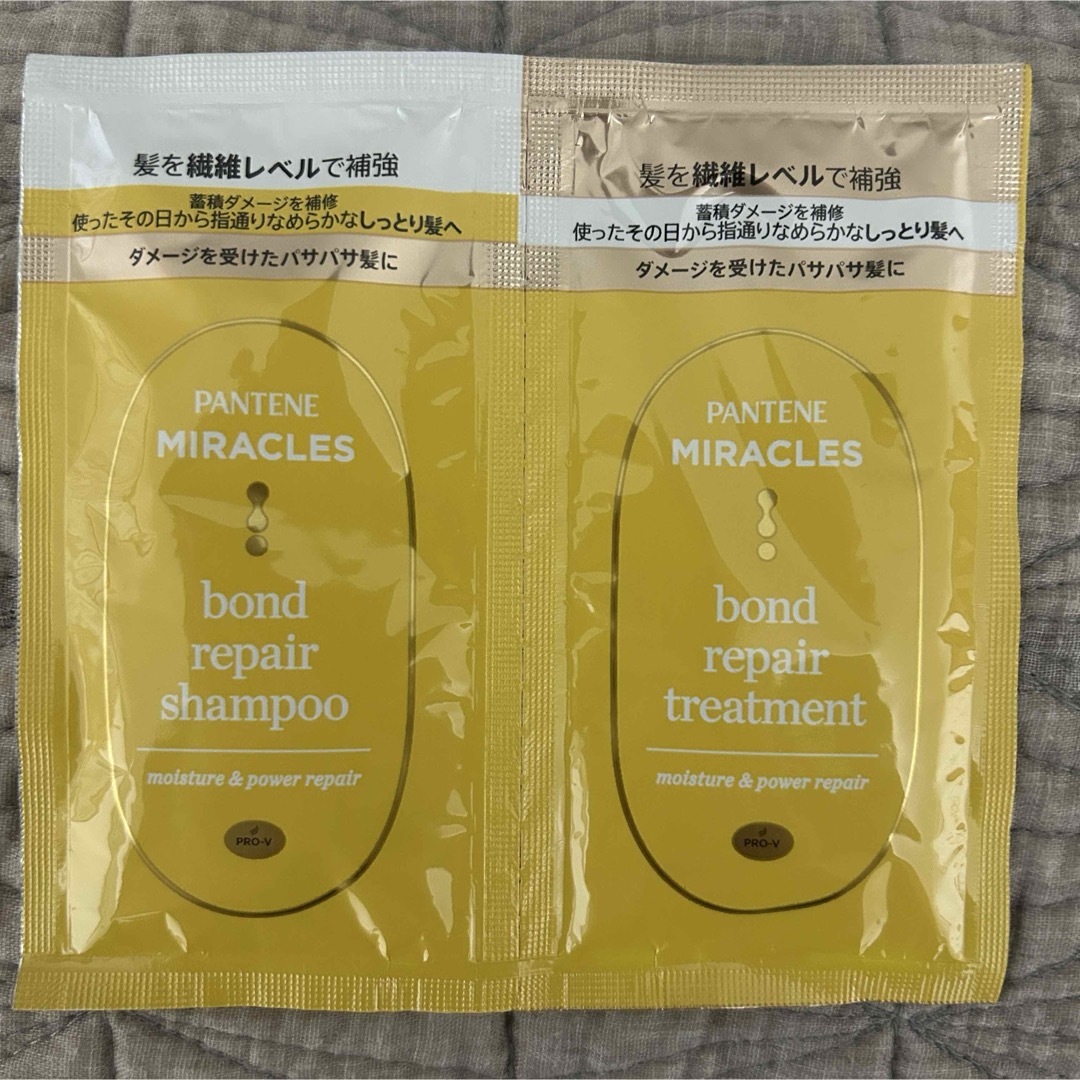 髪を繊維レベルで補強
蓄積ダメージを補修
使ったその日から指通りなめらかなしっとり髪へ
ダメージを受けたパサパサ髪に
PANTENE
MIRACLES
bond
repair
shampoo
moisture & power repair
PRO-V
髪を繊維レベルで補強
蓄積ダメージを補修
使ったその日から指通りなめらかなしっとり髪へ
ダメージを受けたパサパサ髪に
PANTENE
MIRACLES
bond
repair
treatment
moisture & power repair
PRO-V